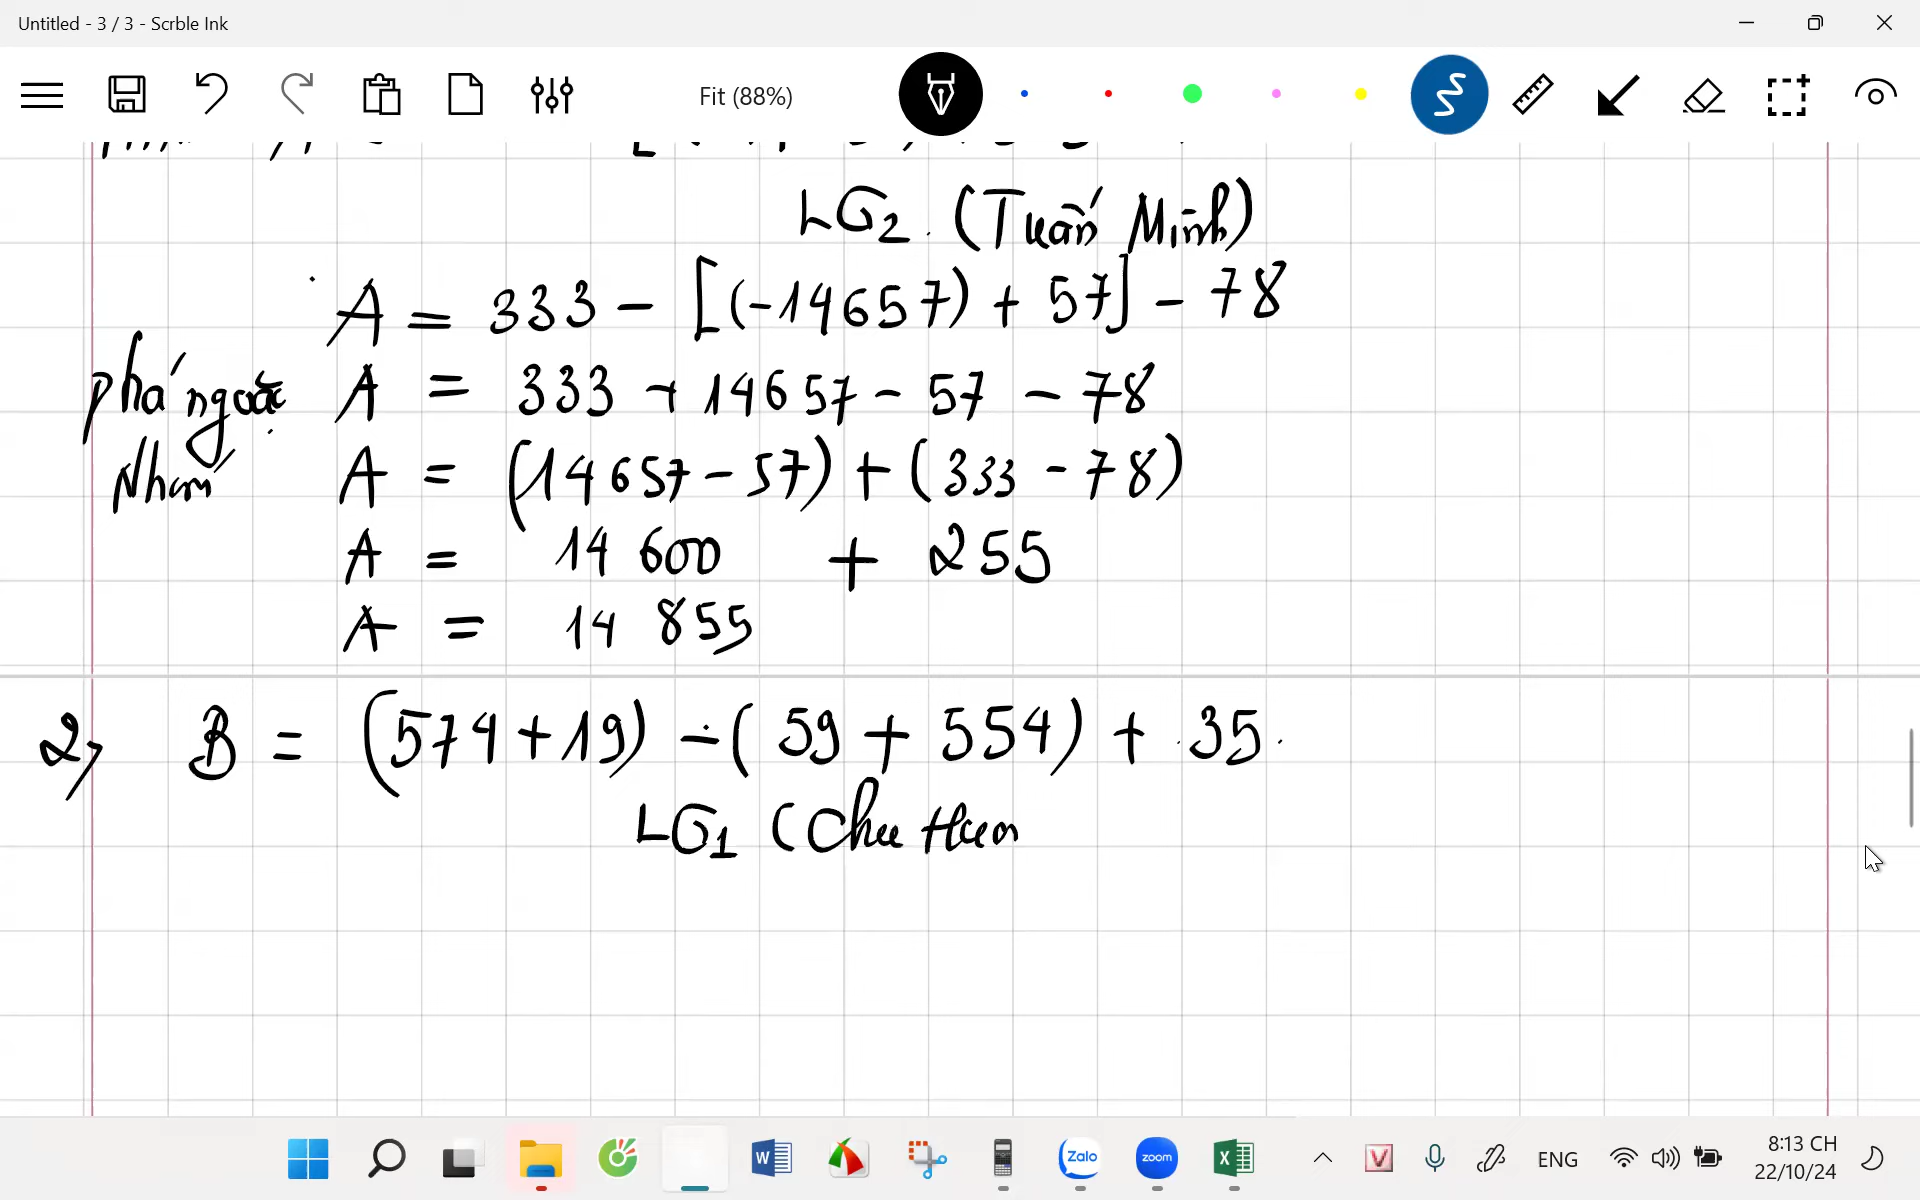 Untitled - 3 / 3 - Scrble Ink
Fit (88%)
LG2. (Tuấn Minh)
A = 333 - [(-14657) + 57] - 78
phá ngoặc A = 333 + 14657 - 57 - 78
Nhóm A = (14657 - 57) + (333 - 78)
A = 14 600 + 255
A = 14 855
2, B = (574 + 19) - (59 + 554) + 35.
LG1 (Chu
Zalo
zoom
ENG
8:13 CH
22/10/24